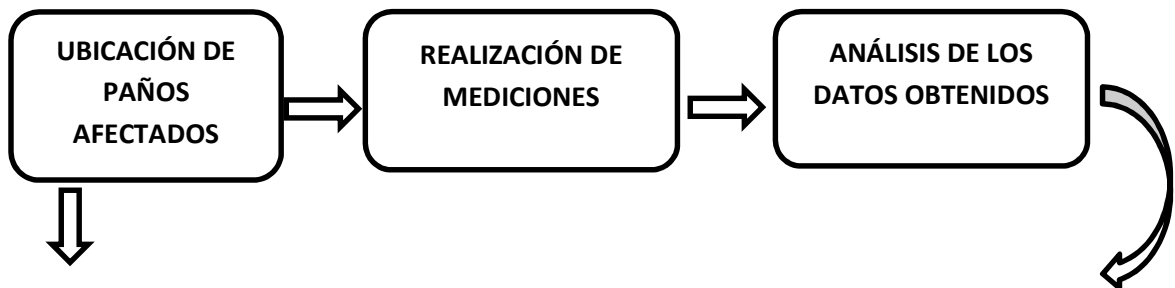 UBICACIÓN DE
PAÑOS
AFECTADOS
REALIZACIÓN DE
MEDICIONES
ANÁLISIS DE LOS
DATOS OBTENIDOS